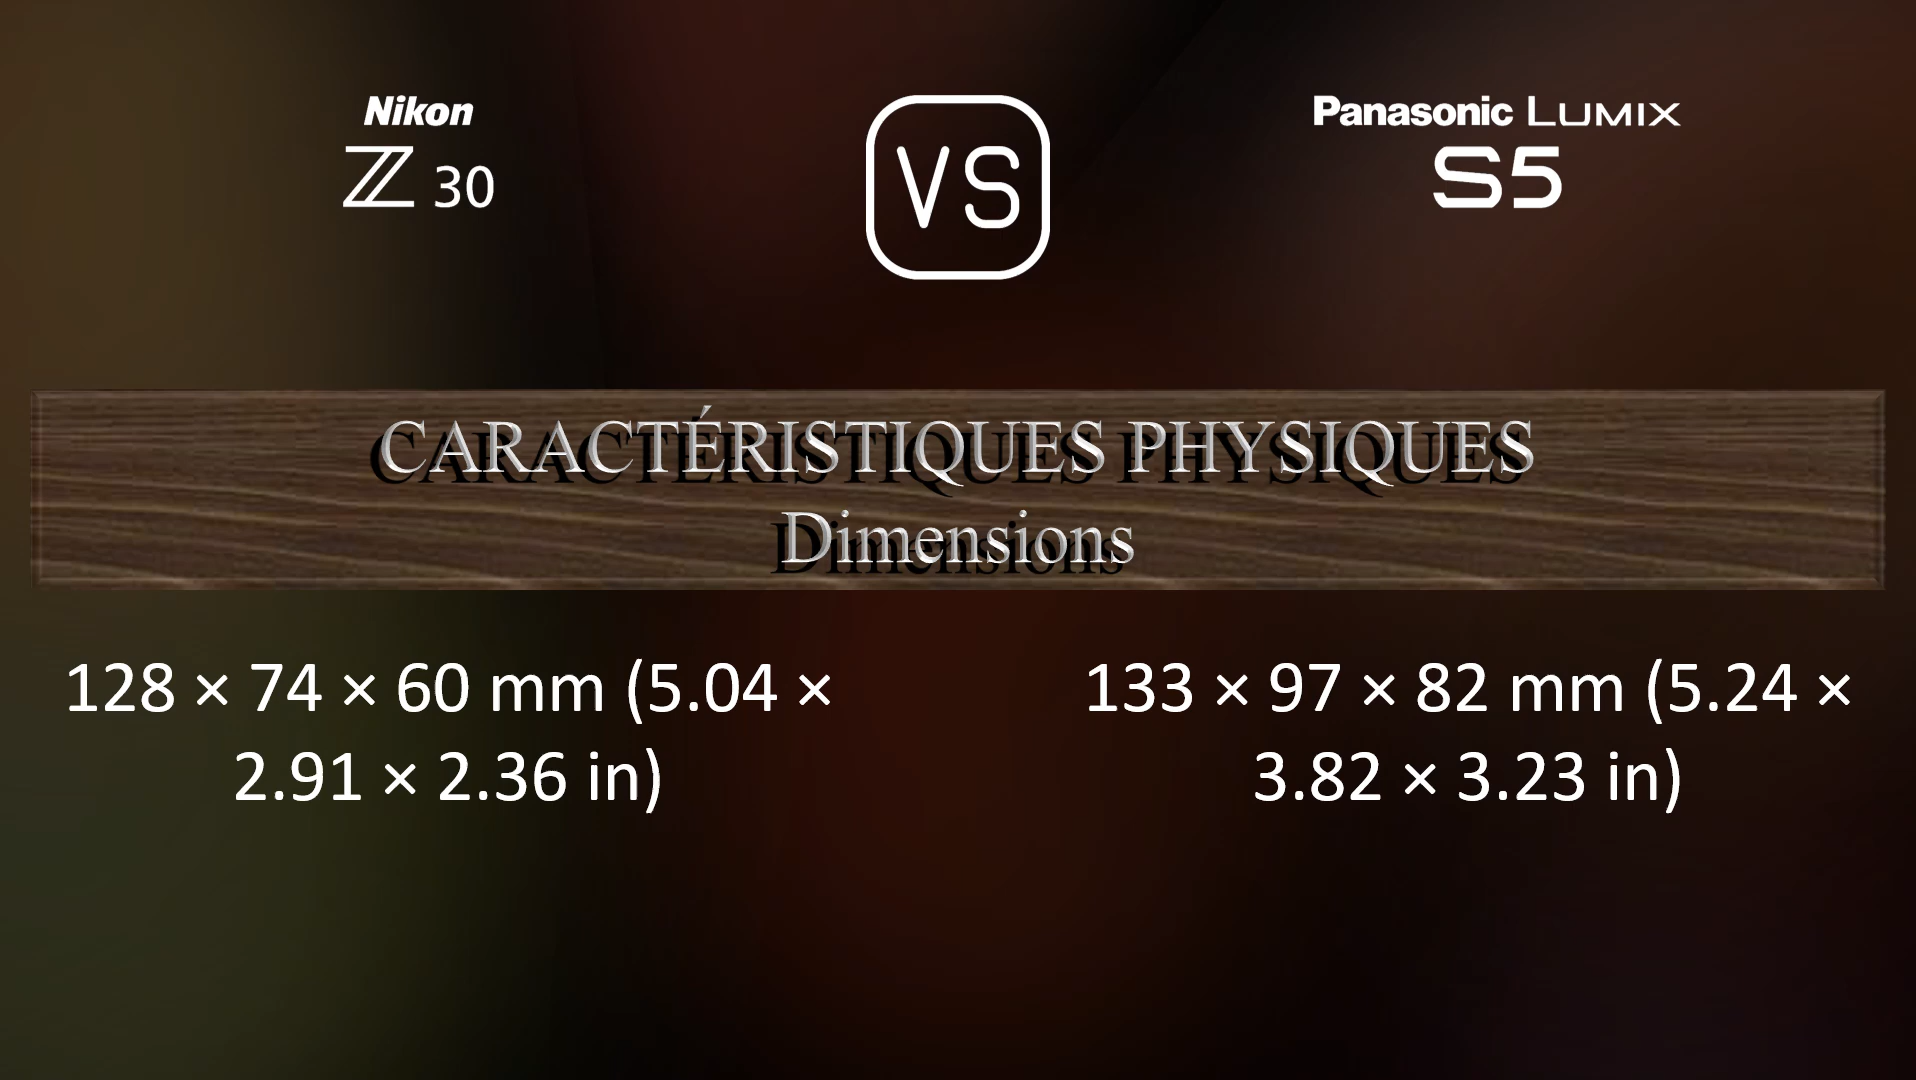 Nikon
Z 30
VS
Panasonic LUMIX
S5
CARACTÉRISTIQUES PHYSIQUES
Dimensions
128 × 74 × 60 mm (5.04 ×
2.91 × 2.36 in)
133 × 97 × 82 mm (5.24 ×
3.82 × 3.23 in)